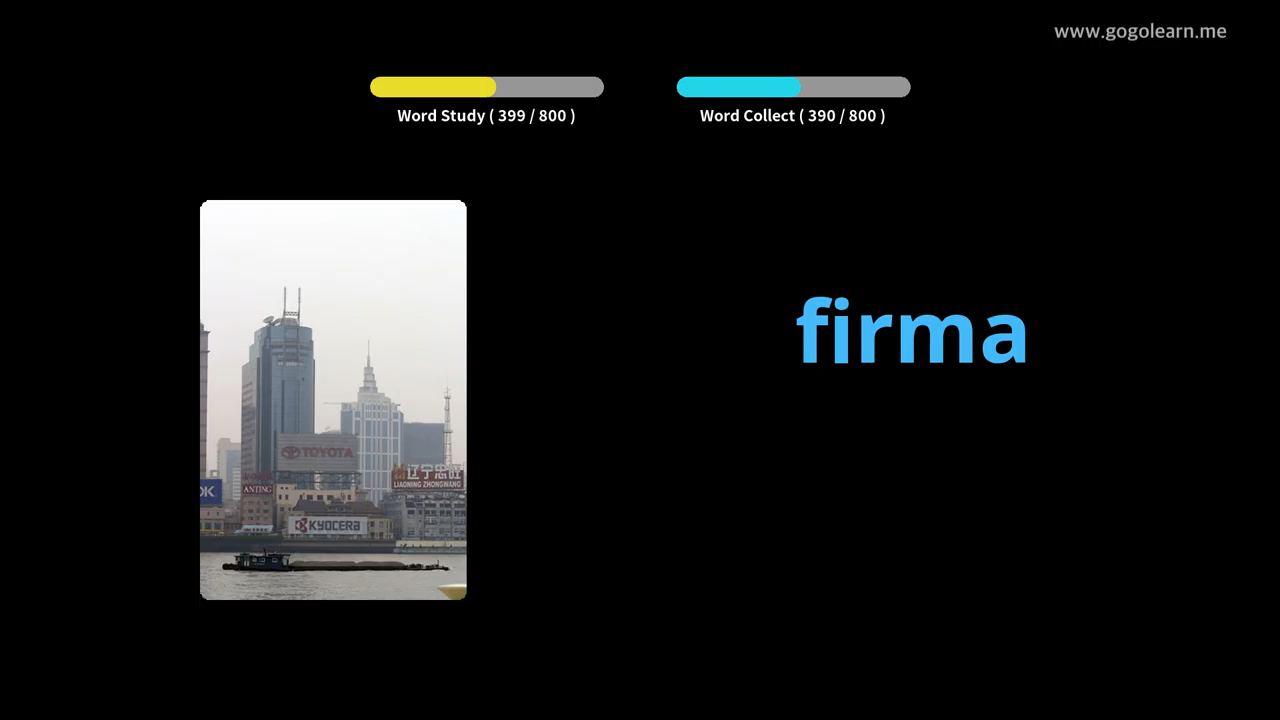 www.gogolearn.me
Word Study ( 399 / 800 )
Word Collect ( 390 / 800 )
firma
TOYOTA
辽宁忠旺
LIAONING ZHONGWANG
OK
ANTING
KYOCERA